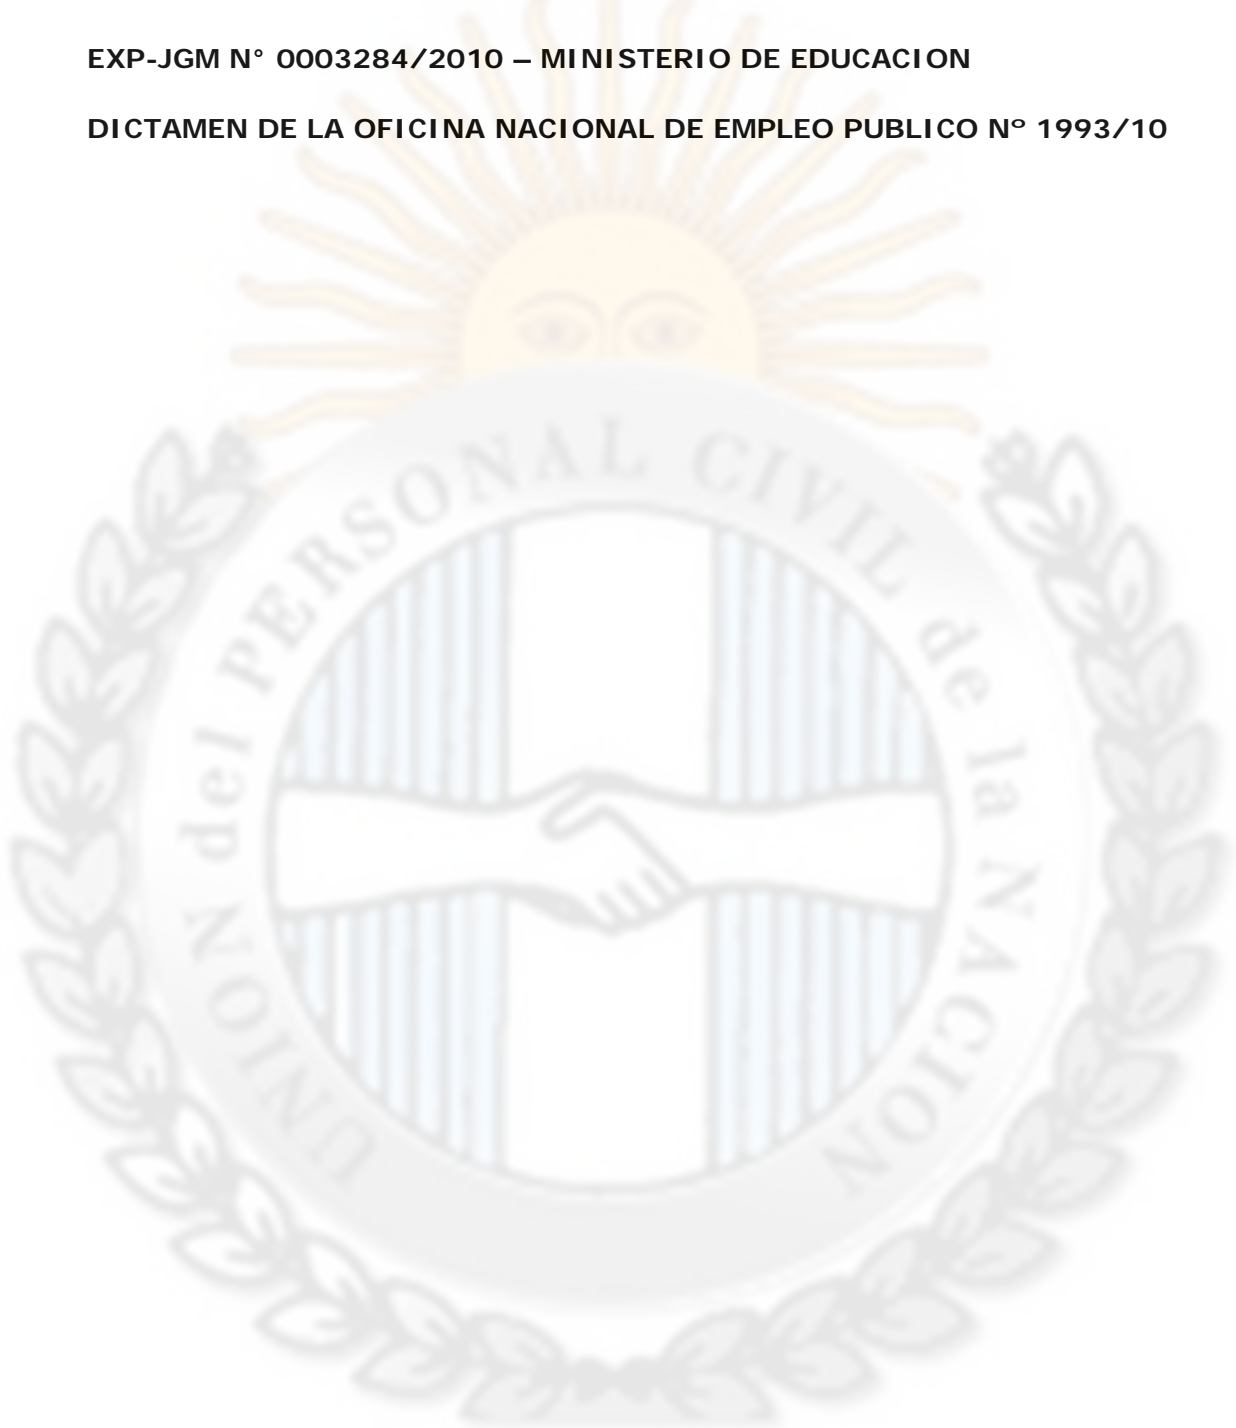 EXP-JGM N° 0003284/2010 – MINISTERIO DE EDUCACION
DICTAMEN DE LA OFICINA NACIONAL DE EMPLEO PUBLICO Nº 1993/10
UNION del PERSONAL CIVIL de la NACION